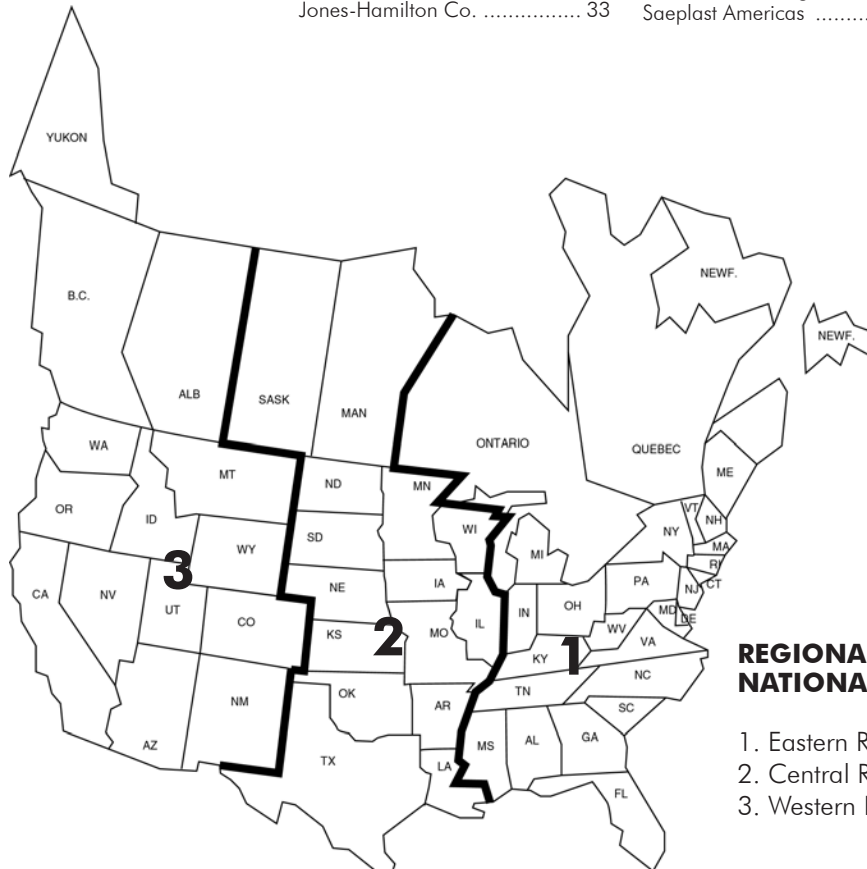 Jones-Hamilton Co. ................ 33
Saeplast Americas
YUKON
NEWF.
B.C.
NEWF.
ALB
SASK
MAN
ONTARIO
QUEBEC
WA
MT
ND
MN
ME
OR
ID
WY
SD
WI
MI
NY
VT
NH
MA
RI
CT
3
CA
NV
UT
CO
NE
IA
PA
NJ
MD
DE
KS
2
MO
IL
IN
OH
WV
VA
KY
1
AZ
NM
OK
AR
TN
NC
SC
TX
LA
MS
AL
GA
FL
REGIONA
NATIONA
1. Eastern R
2. Central R
3. Western